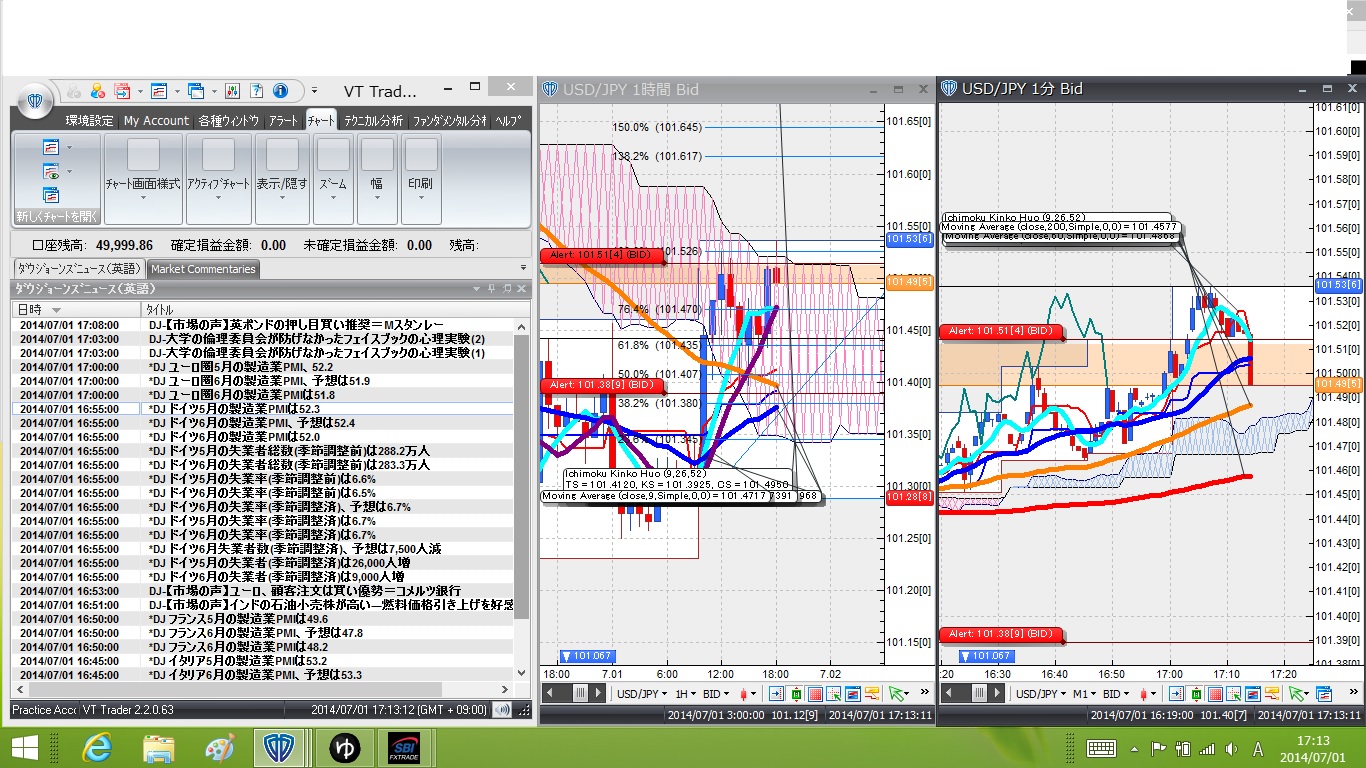 VT Trad...
環境設定 My Account 各種ウィンドウ アラート チャート テクニカル分析 ファンダメンタル分析 ヘルプ
新しくチャートを開く チャート画面様式 アクティブチャート 表示/隠す ズーム 幅 印刷
口座残高: 49,999.86 確定損益金額: 0.00 未確定損益金額: 0.00 残高:
ダウジョーンズニュース(英語) Market Commentaries
ダウジョーンズニュース(英語)
日時 タイトル
2014/07/01 17:08:00 DJ-【市場の声】英ポンドの押し目買い推奨＝Mスタンレー
2014/07/01 17:03:00 DJ-大学の倫理委員会が防げなかったフェイスブックの心理実験(2)
2014/07/01 17:03:00 DJ-大学の倫理委員会が防げなかったフェイスブックの心理実験(1)
2014/07/01 17:00:00 *DJ ユーロ圏5月の製造業PMI、52.2
2014/07/01 17:00:00 *DJ ユーロ圏6月の製造業PMI、予想は51.9
2014/07/01 17:00:00 *DJ ユーロ圏6月の製造業PMIは51.8
2014/07/01 16:55:00 *DJ ドイツ5月の製造業PMIは52.3
2014/07/01 16:55:00 *DJ ドイツ6月の製造業PMI、予想は52.4
2014/07/01 16:55:00 *DJ ドイツ6月の製造業PMIは52.0
2014/07/01 16:55:00 *DJ ドイツ5月の失業者総数(季節調整前)は288.2万人
2014/07/01 16:55:00 *DJ ドイツ6月の失業者総数(季節調整前)は283.3万人
2014/07/01 16:55:00 *DJ ドイツ5月の失業率(季節調整前)は6.6%
2014/07/01 16:55:00 *DJ ドイツ6月の失業率(季節調整前)は6.5%
2014/07/01 16:55:00 *DJ ドイツ6月の失業率(季節調整済)、予想は6.7%
2014/07/01 16:55:00 *DJ ドイツ5月の失業率(季節調整済)は6.7%
2014/07/01 16:55:00 *DJ ドイツ6月の失業率(季節調整済)は6.7%
2014/07/01 16:55:00 *DJ ドイツ6月失業者数(季節調整済)、予想は7,500人減
2014/07/01 16:55:00 *DJ ドイツ5月の失業者(季節調整済)は26,000人増
2014/07/01 16:55:00 *DJ ドイツ6月の失業者(季節調整済)は9,000人増
2014/07/01 16:53:00 DJ-【市場の声】ユーロ、顧客注文は買い優勢＝コメルツ銀行
2014/07/01 16:51:00 DJ-【市場の声】インドの石油小売株が高い—燃料価格引き上げを好感
2014/07/01 16:50:00 *DJ フランス5月の製造業PMIは49.6
2014/07/01 16:50:00 *DJ フランス6月の製造業PMI、予想は47.8
2014/07/01 16:50:00 *DJ フランス6月の製造業PMIは48.2
2014/07/01 16:45:00 *DJ イタリア5月の製造業PMIは53.2
2014/07/01 16:45:00 *DJ イタリア6月の製造業PMI、予想は53.3
Practice Acco VT Trader 2.2.0.63 2014/07/01 17:13:12 (GMT + 09:00)
USD/JPY 1時間 Bid
150.0% (101.645)
138.2% (101.617)
Alert: 101.51[4] (BID)
101.526)
76.4% (101.470)
61.8% (101.435)
50.0% (101.407)
Alert: 101.38[9] (BID)
38.2% (101.380)
(101.345)
Ichimoku Kinko Huo (9,26,52)
TS = 101.4120, KS = 101.3925, CS = 101.4950
Moving Average (close,9,Simple,0,0) = 101.4717 7391 968
101.65[0]
101.60[0]
101.55[0]
101.53[6]
101.49[5]
101.45[0]
101.40[0]
101.35[0]
101.30[0]
101.28[8]
101.25[0]
101.20[0]
101.15[0]
101.067
18:00 7.01 6:00 12:00 18:00 7.02
USD/JPY 1H BID
2014/07/01 3:00:00 101.12[9] 2014/07/01 17:13:11
USD/JPY 1分 Bid
Ichimoku Kinko Huo (9,26,52)
Moving Average (close,200,Simple,0,0) = 101.4577
Moving Average (close,60,Simple,0,0) = 101.4868
Alert: 101.51[4] (BID)
Alert: 101.38[9] (BID)
101.61[0]
101.60[0]
101.59[0]
101.58[0]
101.57[0]
101.56[0]
101.55[0]
101.54[0]
101.53[6]
101.53[0]
101.52[0]
101.51[0]
101.50[0]
101.49[5]
101.49[0]
101.48[0]
101.47[0]
101.46[0]
101.45[0]
101.44[0]
101.43[0]
101.42[0]
101.41[0]
101.40[0]
101.39[0]
101.38[0]
101.067
:20 16:30 16:40 16:50 17:00 17:10 17:20
USD/JPY M1 BID
2014/07/01 16:19:00 101.40[7] 2014/07/01 17:13:11
ゆ
SBI
FXTRADE
A
17:13
2014/07/01